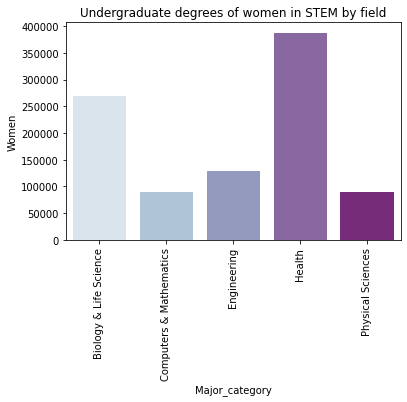 Undergraduate degrees of women in STEM by field
400000
350000
300000
250000
200000
150000
100000
50000
0
Women
Biology & Life Science
Computers & Mathematics
Engineering
Health
Physical Sciences
Major_category